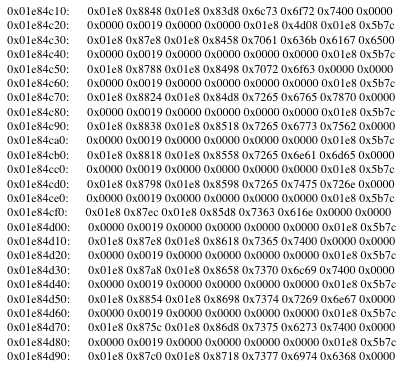 0x01e84c10: 0x01e8 0x8848 0x01e8 0x83d8 0x6c73 0x6f72 0x7400 0x0000
0x01e84c20: 0x0000 0x0019 0x0000 0x0000 0x01e8 0x4d08 0x01e8 0x5b7c
0x01e84c30: 0x01e8 0x87e8 0x01e8 0x8458 0x7061 0x636b 0x6167 0x6500
0x01e84c40: 0x0000 0x0019 0x0000 0x0000 0x0000 0x0000 0x01e8 0x5b7c
0x01e84c50: 0x01e8 0x8788 0x01e8 0x8498 0x7072 0x6f63 0x0000 0x0000
0x01e84c60: 0x0000 0x0019 0x0000 0x0000 0x0000 0x0000 0x01e8 0x5b7c
0x01e84c70: 0x01e8 0x8824 0x01e8 0x84d8 0x7265 0x6765 0x7870 0x0000
0x01e84c80: 0x0000 0x0019 0x0000 0x0000 0x0000 0x0000 0x01e8 0x5b7c
0x01e84c90: 0x01e8 0x8838 0x01e8 0x8518 0x7265 0x6773 0x7562 0x0000
0x01e84ca0: 0x0000 0x0019 0x0000 0x0000 0x0000 0x0000 0x01e8 0x5b7c
0x01e84cb0: 0x01e8 0x8818 0x01e8 0x8558 0x7265 0x6e61 0x6d65 0x0000
0x01e84cc0: 0x0000 0x0019 0x0000 0x0000 0x0000 0x0000 0x01e8 0x5b7c
0x01e84cd0: 0x01e8 0x8798 0x01e8 0x8598 0x7265 0x7475 0x726e 0x0000
0x01e84ce0: 0x0000 0x0019 0x0000 0x0000 0x0000 0x0000 0x01e8 0x5b7c
0x01e84cf0: 0x01e8 0x87ec 0x01e8 0x85d8 0x7363 0x616e 0x0000 0x0000
0x01e84d00: 0x0000 0x0019 0x0000 0x0000 0x0000 0x0000 0x01e8 0x5b7c
0x01e84d10: 0x01e8 0x87e8 0x01e8 0x8618 0x7365 0x7400 0x0000 0x0000
0x01e84d20: 0x0000 0x0019 0x0000 0x0000 0x0000 0x0000 0x01e8 0x5b7c
0x01e84d30: 0x01e8 0x87a8 0x01e8 0x8658 0x7370 0x6c69 0x7400 0x0000
0x01e84d40: 0x0000 0x0019 0x0000 0x0000 0x0000 0x0000 0x01e8 0x5b7c
0x01e84d50: 0x01e8 0x8854 0x01e8 0x8698 0x7374 0x7269 0x6e67 0x0000
0x01e84d60: 0x0000 0x0019 0x0000 0x0000 0x0000 0x0000 0x01e8 0x5b7c
0x01e84d70: 0x01e8 0x875c 0x01e8 0x86d8 0x7375 0x6273 0x7400 0x0000
0x01e84d80: 0x0000 0x0019 0x0000 0x0000 0x0000 0x0000 0x01e8 0x5b7c
0x01e84d90: 0x01e8 0x87c0 0x01e8 0x8718 0x7377 0x6974 0x6368 0x0000